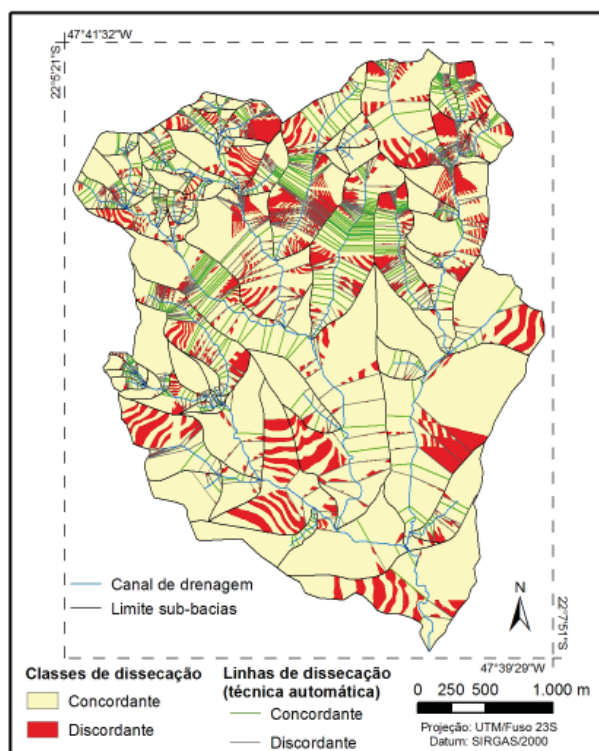 47°41'32"W
22°5'21"S
Canal de drenagem
Limite sub-bacias
N
22°7'51"S
47°39'29"W
Classes de dissecação
Concordante
Discordante
Linhas de dissecação
(técnica automática)
Concordante
Discordante
0 250 500 1.000 m
Projeção: UTM/Fuso 23S
Datum: SIRGAS/2000